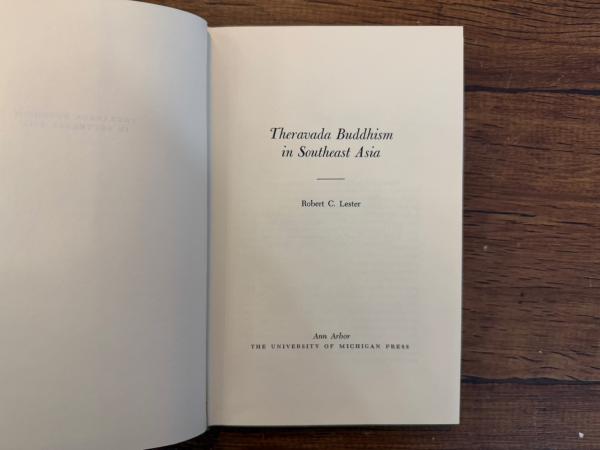 Theravada Buddhism
in Southeast Asia
Robert C. Lester
Ann Arbor
THE UNIVERSITY OF MICHIGAN PRESS